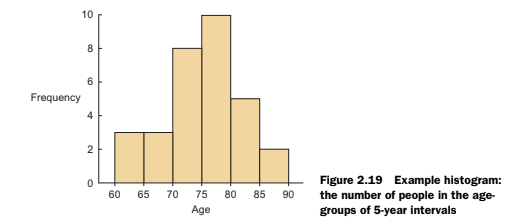 10
8
6
Frequency
4
2
0
60 65 70 75 80 85 90
Age
Figure 2.19 Example histogram:
the number of people in the age-
groups of 5-year intervals